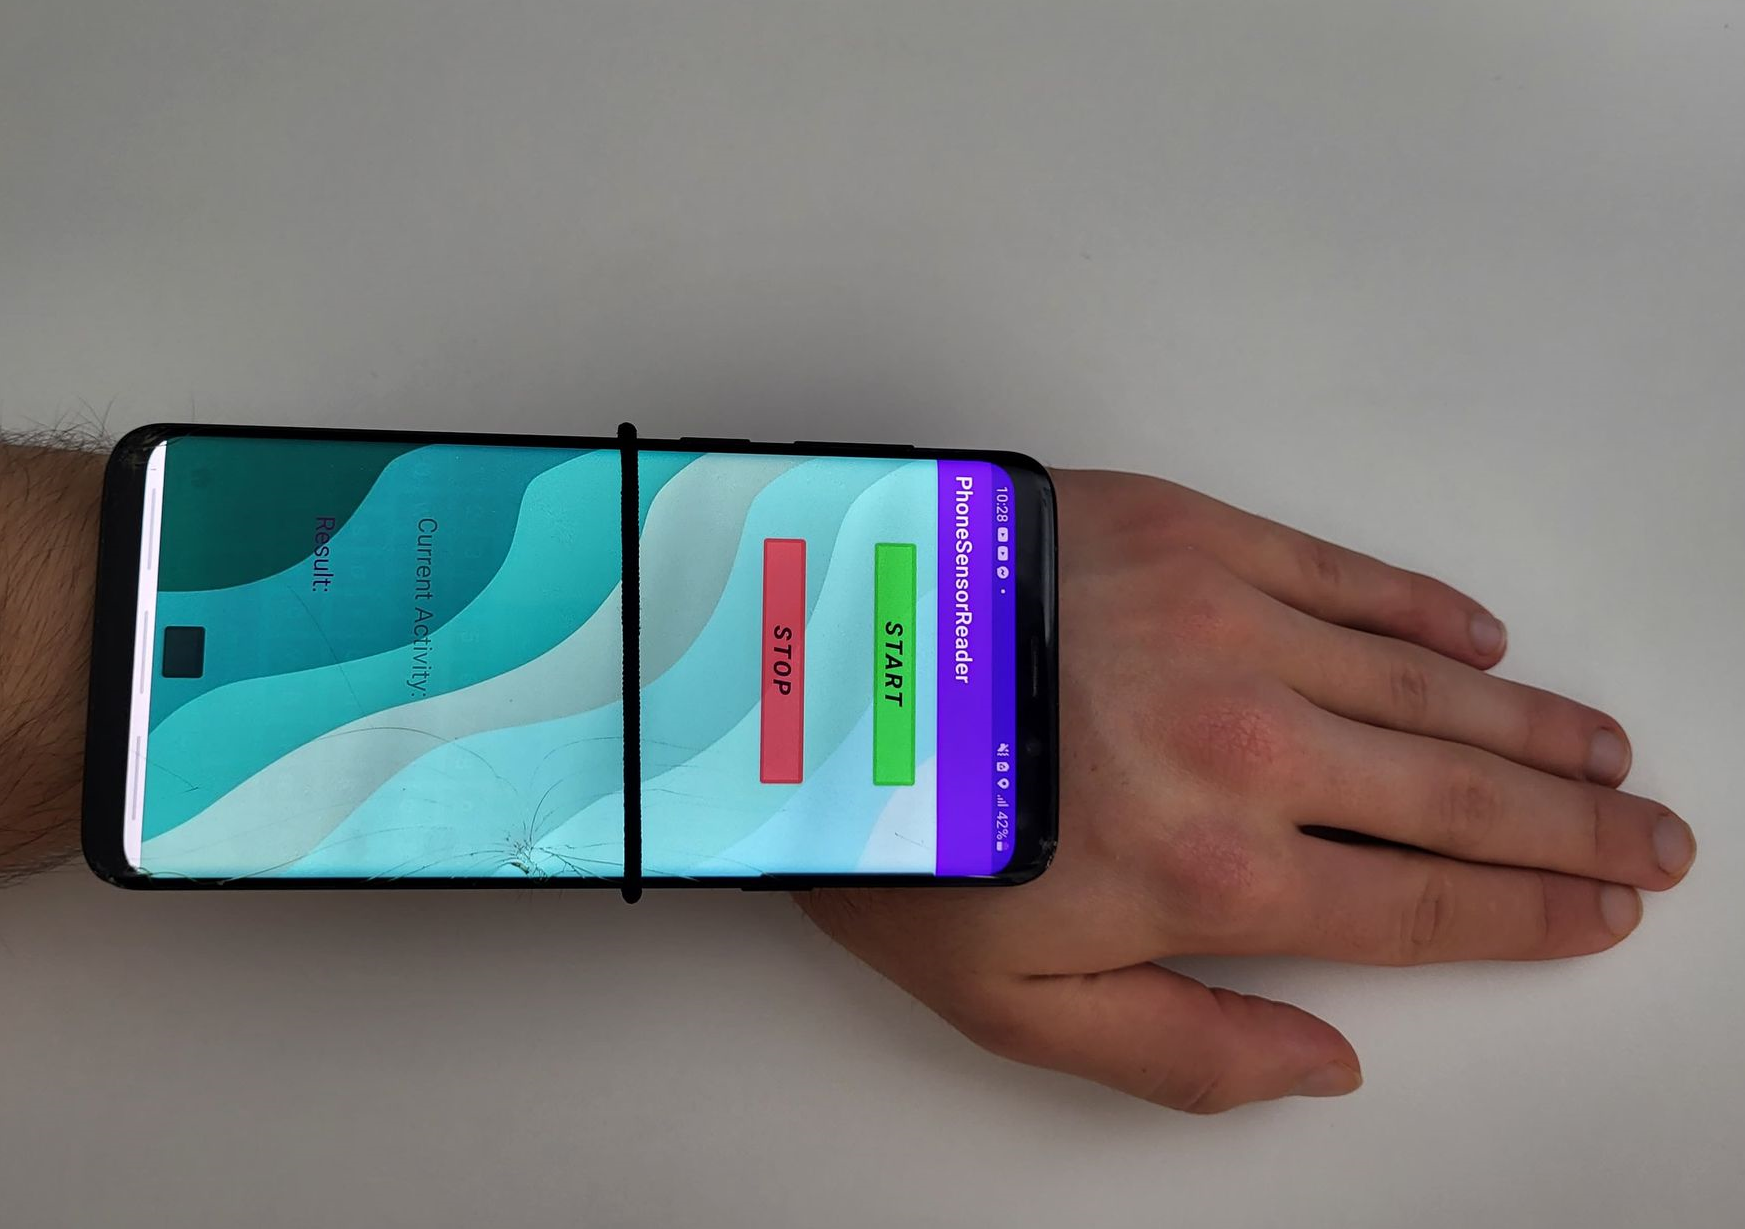 10:28 42%
PhoneSensorReader
START
STOP
Current Activity:
Result: